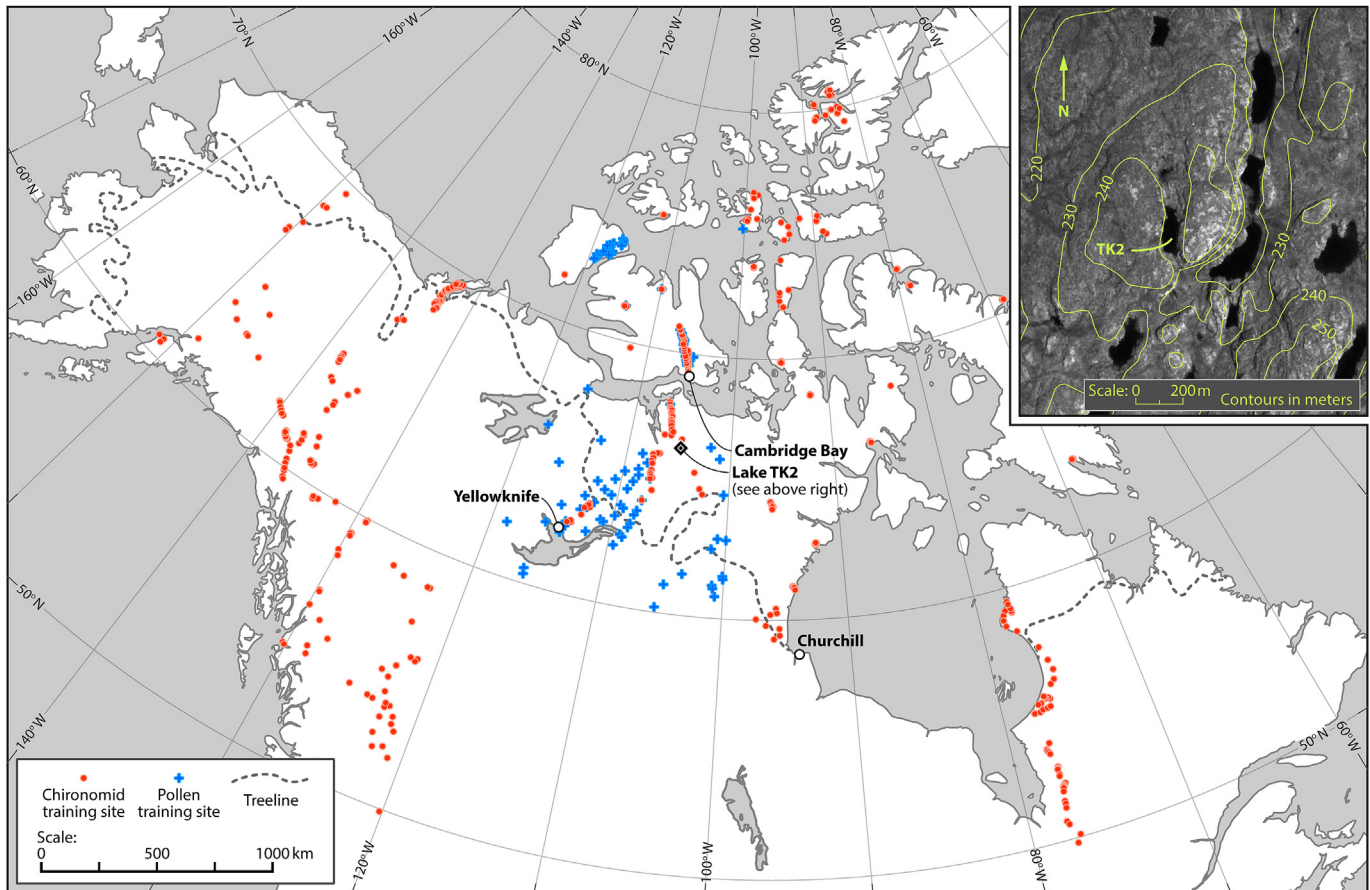 70°N
160°W
140°W
80°N
120°W
100°W
80°W
60°W
60°N
160°W
50°N
140°W
120°W
100°W
80°W
50°N
60°W
Cambridge Bay
Lake TK2
(see above right)
Yellowknife
Churchill
Chironomid
training site
Pollen
training site
Treeline
Scale:
0 500 1000 km
N
220
230
240
240
230
TK2
230
240
250
Scale: 0 200 m
Contours in meters